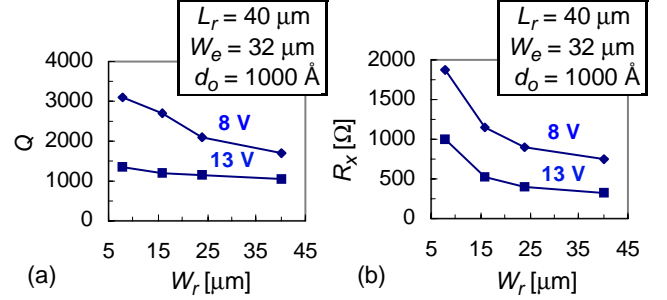 L_r = 40 µm
W_e = 32 µm
d_o = 1000 Å
4000
3000
2000
1000
0
Q
8 V
13 V
5 15 25 35 45
W_r [µm]
(a)
L_r = 40 µm
W_e = 32 µm
d_o = 1000 Å
2000
1500
1000
500
0
R_x [Ω]
8 V
13 V
5 15 25 35 45
W_r [µm]
(b)